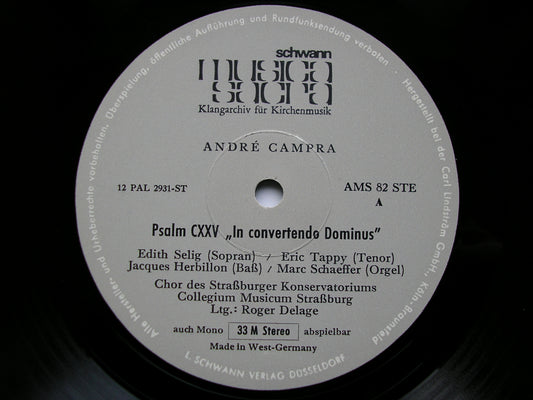 schwann
musica
sacra
Klangarchiv für Kirchenmusik
ANDRÉ CAMPRA
12 PAL 2931-ST
AMS 82 STE
A
Psalm CXXV „In convertendo Dominus"
Edith Selig (Sopran) / Eric Tappy (Tenor)
Jacques Herbillon (Baß) / Marc Schaeffer (Orgel)
Chor des Straßburger Konservatoriums
Collegium Musicum Straßburg
Ltg.: Roger Delage
auch Mono 33 M Stereo abspielbar
Made in West-Germany
L. SCHWANN VERLAG DÜSSELDORF
Alle Hersteller- und Urheberrechte vorbehalten. Überspielung, öffentliche Aufführung und Rundfunksendung verboten · Hergestellt bei der Carl Lindström GmbH., Köln-Braunsfeld